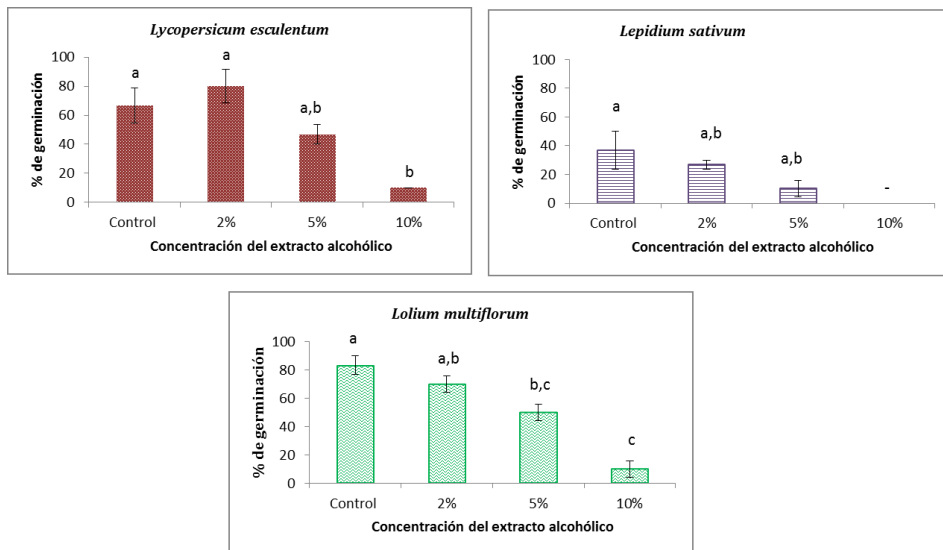 Lycopersicum esculentum
% de germinación
100
80
60
40
20
0
a
a
a,b
b
Control 2% 5% 10%
Concentración del extracto alcohólico
Lepidium sativum
% de germinación
100
80
60
40
20
0
a
a,b
a,b
-
Control 2% 5% 10%
Concentración del extracto alcohólico
Lolium multiflorum
% de germinación
100
80
60
40
20
0
a
a,b
b,c
c
Control 2% 5% 10%
Concentración del extracto alcohólico